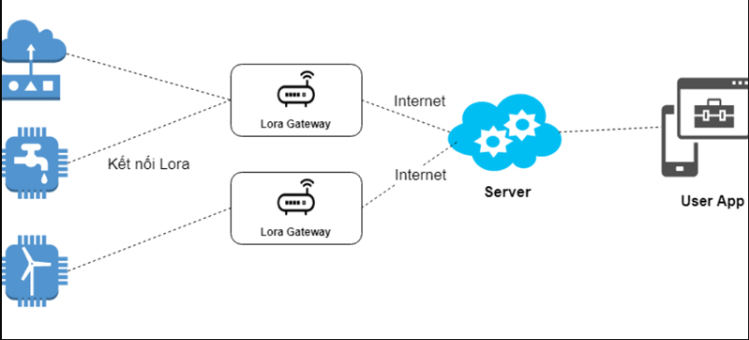 Lora Gateway
Internet
Kết nối Lora
Internet
Server
User App
Lora Gateway